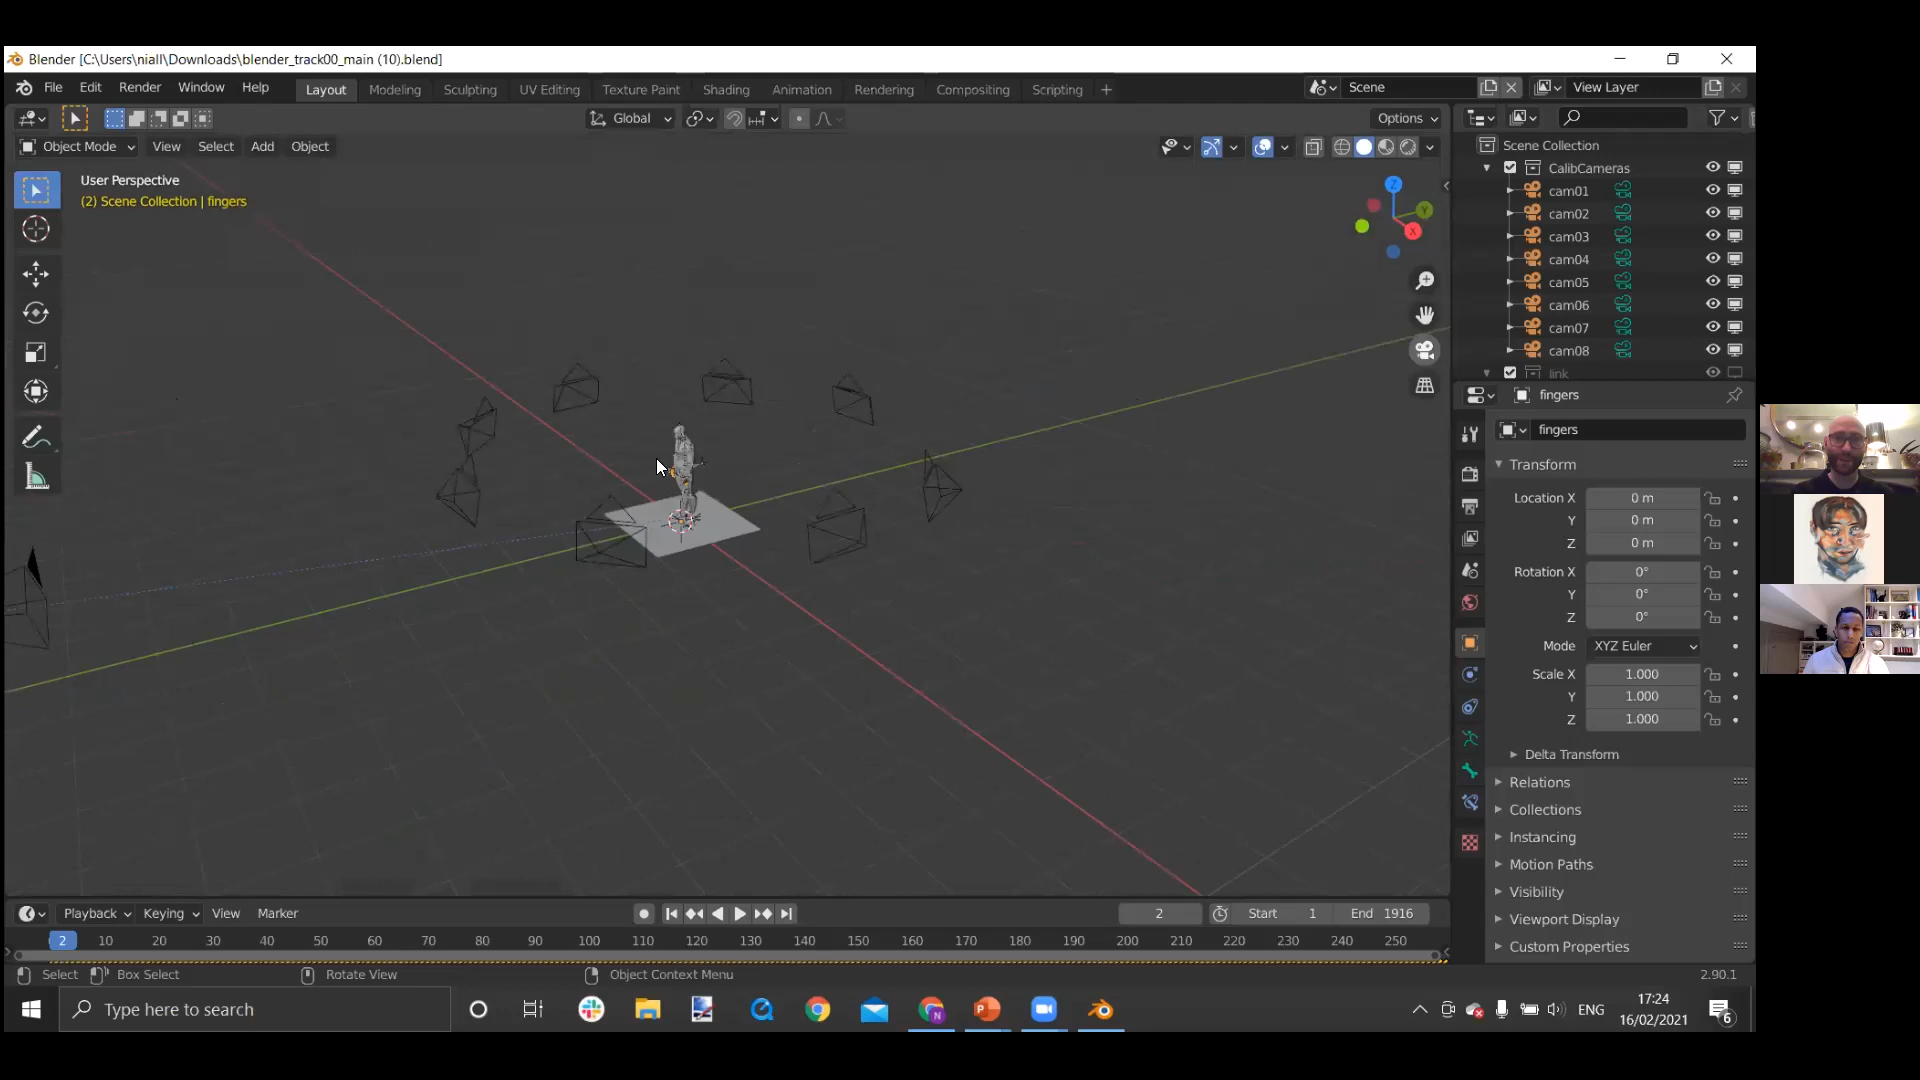 Blender [C:\Users\niall\Downloads\blender_track00_main (10).blend]
File Edit Render Window Help
Layout Modeling Sculpting UV Editing Texture Paint Shading Animation Rendering Compositing Scripting +
Scene
View Layer
Global
Options
Object Mode View Select Add Object
User Perspective
(2) Scene Collection | fingers
Z
Y
X
Scene Collection
CalibCameras
cam01
cam02
cam03
cam04
cam05
cam06
cam07
cam08
link
fingers
fingers
Transform
Location X 0 m
Y 0 m
Z 0 m
Rotation X 0°
Y 0°
Z 0°
Mode XYZ Euler
Scale X 1.000
Y 1.000
Z 1.000
Delta Transform
Relations
Collections
Instancing
Motion Paths
Visibility
Viewport Display
Custom Properties
Playback Keying View Marker
2
Start 1
End 1916
2 10 20 30 40 50 60 70 80 90 100 110 120 130 140 150 160 170 180 190 200 210 220 230 240 250
Select Box Select Rotate View Object Context Menu 2.90.1
Type here to search
N
P
ENG
17:24
16/02/2021
6